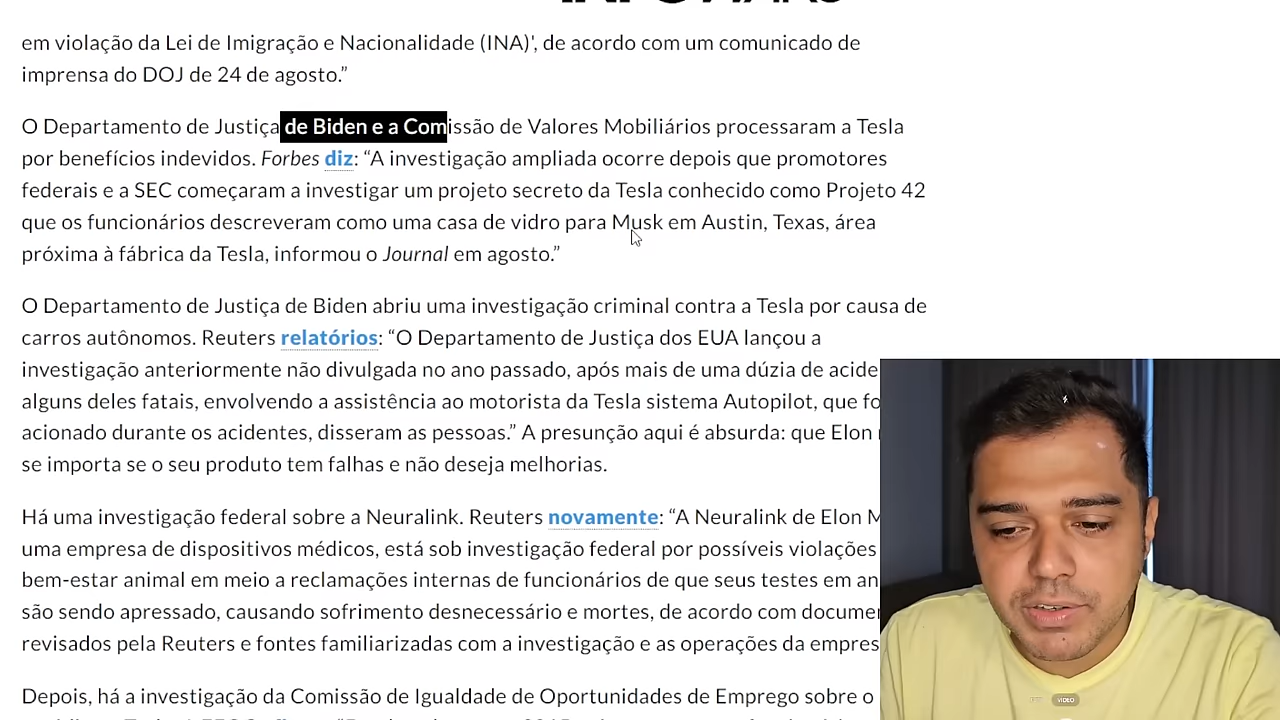 em violação da Lei de Imigração e Nacionalidade (INA)', de acordo com um comunicado de
imprensa do DOJ de 24 de agosto.”
O Departamento de Justiça de Biden e a Comissão de Valores Mobiliários processaram a Tesla
por benefícios indevidos. Forbes diz: “A investigação ampliada ocorre depois que promotores
federais e a SEC começaram a investigar um projeto secreto da Tesla conhecido como Projeto 42
que os funcionários descreveram como uma casa de vidro para Musk em Austin, Texas, área
próxima à fábrica da Tesla, informou o Journal em agosto.”
O Departamento de Justiça de Biden abriu uma investigação criminal contra a Tesla por causa de
carros autônomos. Reuters relatórios: “O Departamento de Justiça dos EUA lançou a
investigação anteriormente não divulgada no ano passado, após mais de uma dúzia de acide
alguns deles fatais, envolvendo a assistência ao motorista da Tesla sistema Autopilot, que fo
acionado durante os acidentes, disseram as pessoas.” A presunção aqui é absurda: que Elon
se importa se o seu produto tem falhas e não deseja melhorias.
Há uma investigação federal sobre a Neuralink. Reuters novamente: “A Neuralink de Elon M
uma empresa de dispositivos médicos, está sob investigação federal por possíveis violações
bem-estar animal em meio a reclamações internas de funcionários de que seus testes em an
são sendo apressado, causando sofrimento desnecessário e mortes, de acordo com documen
revisados pela Reuters e fontes familiarizadas com a investigação e as operações da empres
Depois, há a investigação da Comissão de Igualdade de Oportunidades de Emprego sobre o
VIDEO